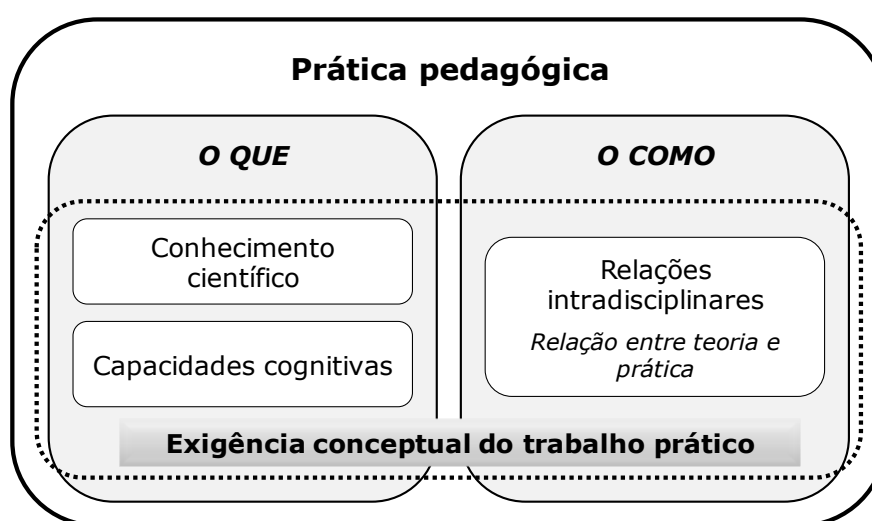 Prática pedagógica
O QUE
Conhecimento
científico
Capacidades cognitivas
O COMO
Relações
intradisciplinares
Relação entre teoria e
prática
Exigência conceptual do trabalho prático